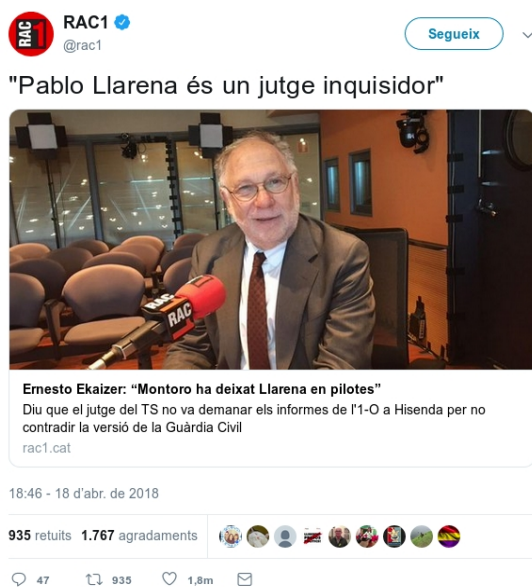 RAC1
@rac1
Segueix
"Pablo Llarena és un jutge inquisidor"
RAC1
RAC
RAC1
Ernesto Ekaizer: “Montoro ha deixat Llarena en pilotes”
Diu que el jutge del TS no va demanar els informes de l'1-O a Hisenda per no
contradir la versió de la Guàrdia Civil
rac1.cat
18:46 - 18 d’abr. de 2018
935 retuits 1.767 agradaments
47 935 1,8m